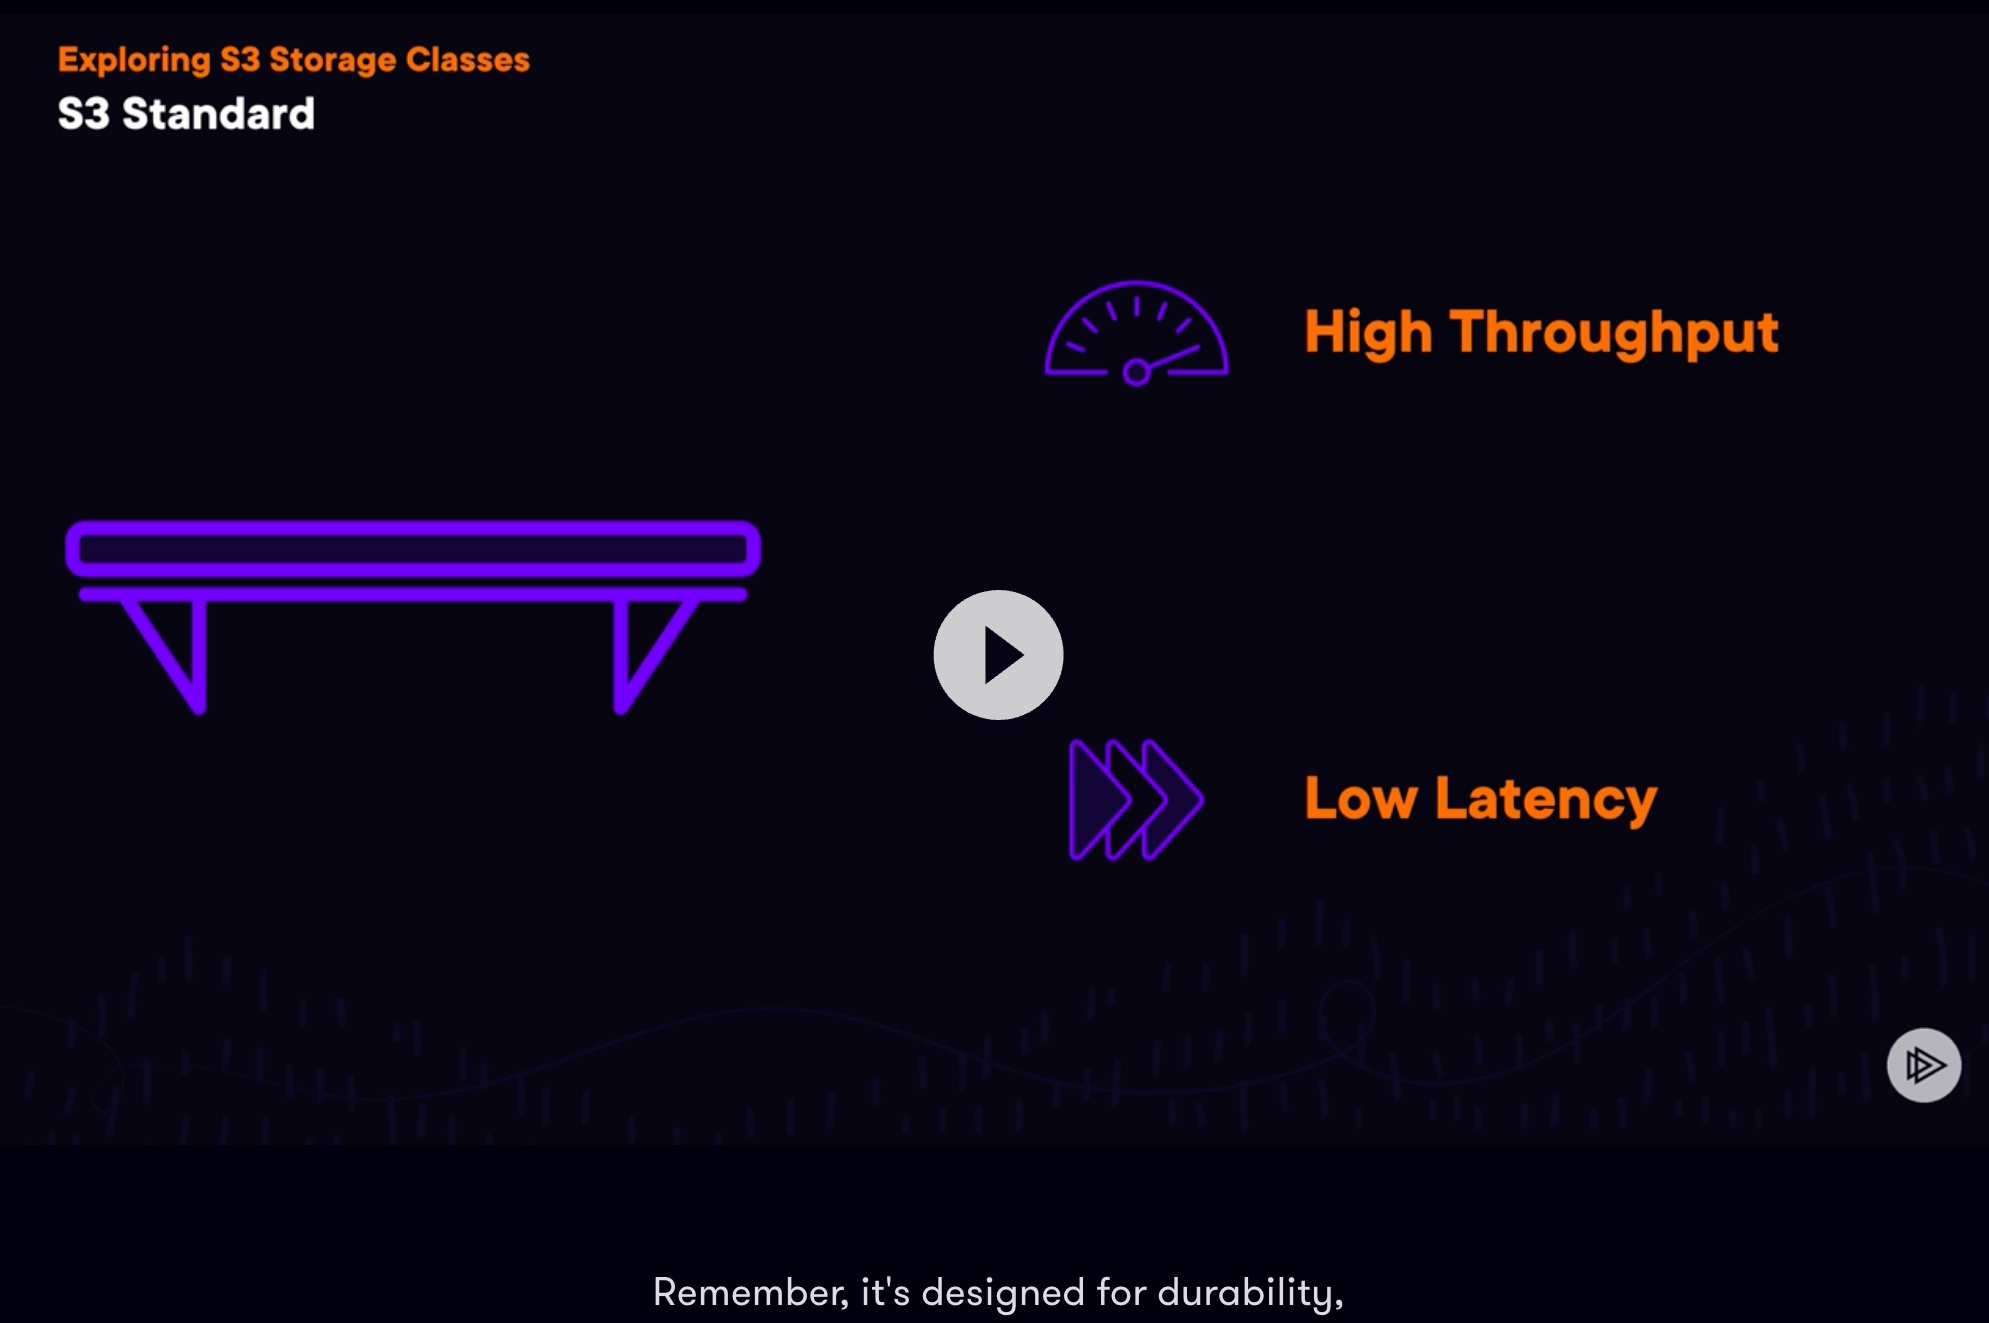 Exploring S3 Storage Classes
S3 Standard
High Throughput
Low Latency
Remember, it's designed for durability,